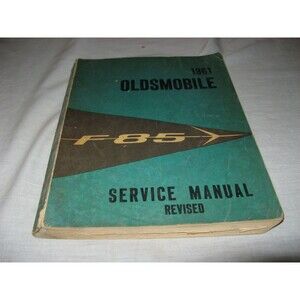 1961
OLDSMOBILE
F-85
SERVICE MANUAL
REVISED